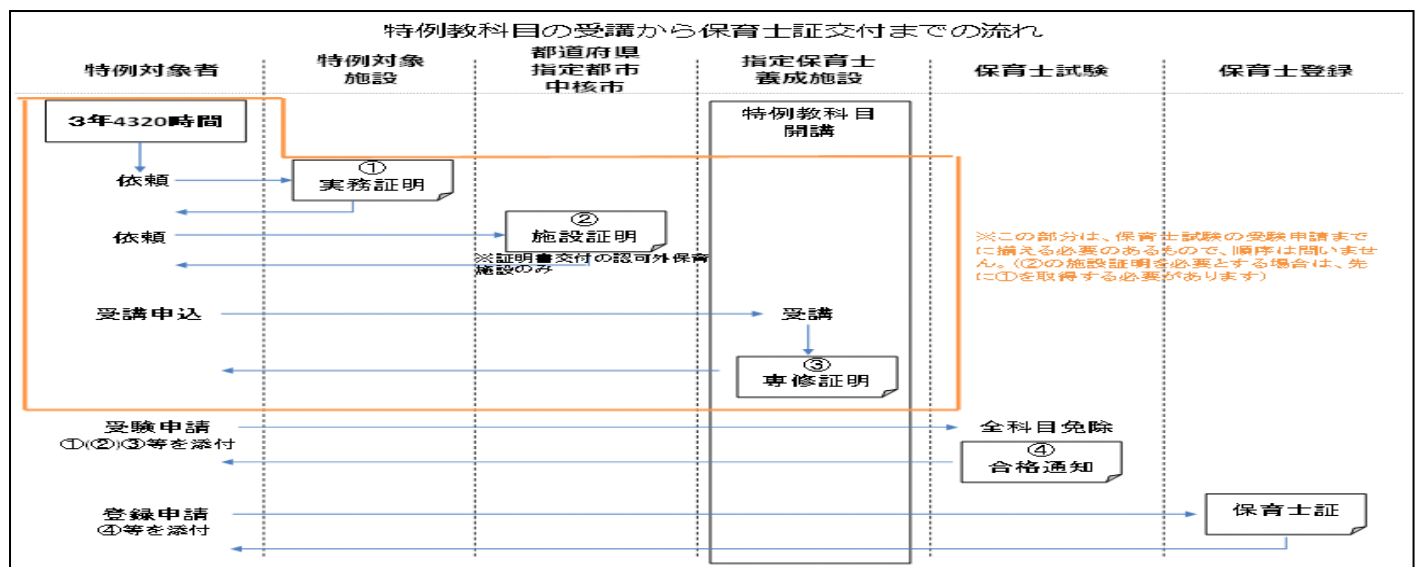 特例教科目の受講から保育士証交付までの流れ
特例対象者
特例対象
施設
都道府県
指定都市
中核市
指定保育士
養成施設
保育士試験
保育士登録
3年4320時間
特例教科目
開講
①
実務証明
依頼
②
施設証明
依頼
※証明書交付の認可外保育
施設のみ
※この部分は、保育士試験の受験申請まで
に揃える必要のあるもので、順序は問いませ
ん。(②の施設証明を必要とする場合は、先
に①を取得する必要があります)
受講申込
受講
③
専修証明
受験申請
①(②)③等を添付
全科目免除
④
合格通知
登録申請
④等を添付
保育士証